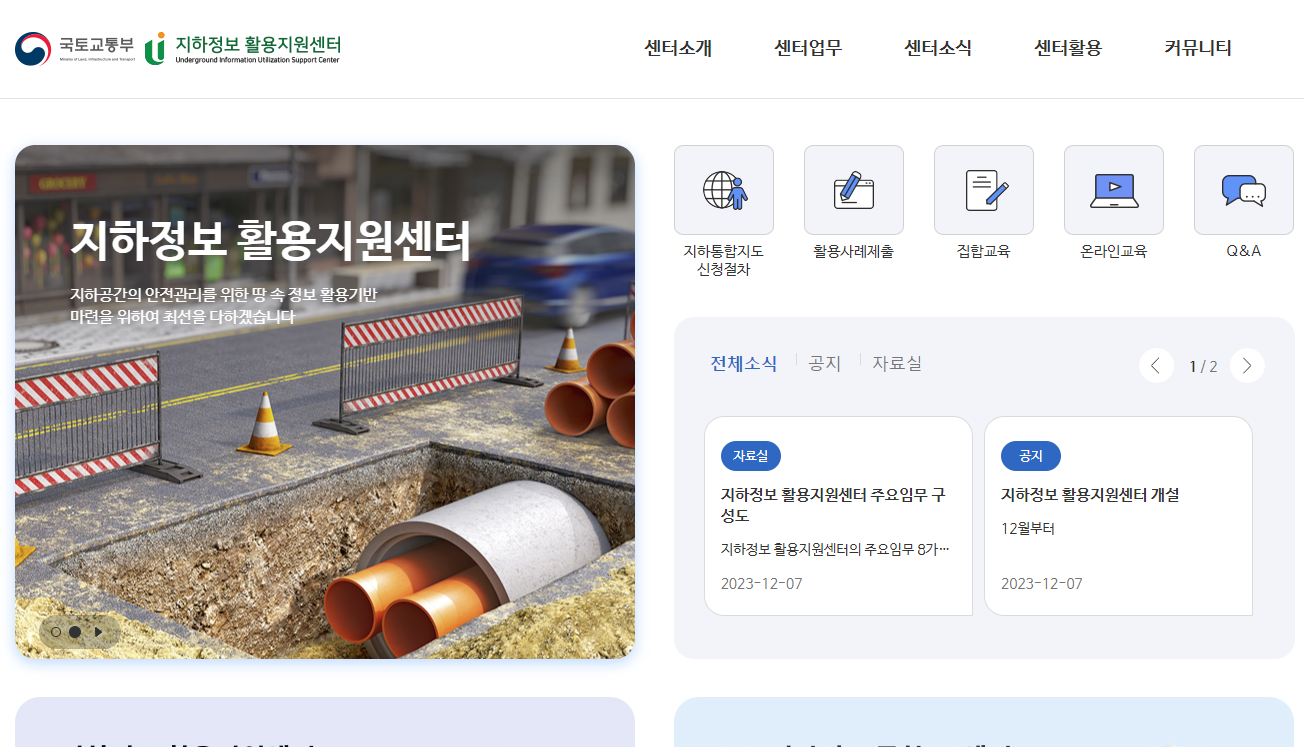 국토교통부
Ministry of Land, Infrastructure and Transport
지하정보 활용지원센터
Underground Information Utilization Support Center
센터소개
센터업무
센터소식
센터활용
커뮤니티
GROCERY
지하정보 활용지원센터
지하공간의 안전관리를 위한 땅 속 정보 활용기반
마련을 위하여 최선을 다하겠습니다
지하통합지도
신청절차
활용사례제출
집합교육
온라인교육
Q&A
전체소식
공지
자료실
1 / 2
자료실
지하정보 활용지원센터 주요임무 구
성도
지하정보 활용지원센터의 주요임무 8가…
2023-12-07
공지
지하정보 활용지원센터 개설
12월부터
2023-12-07